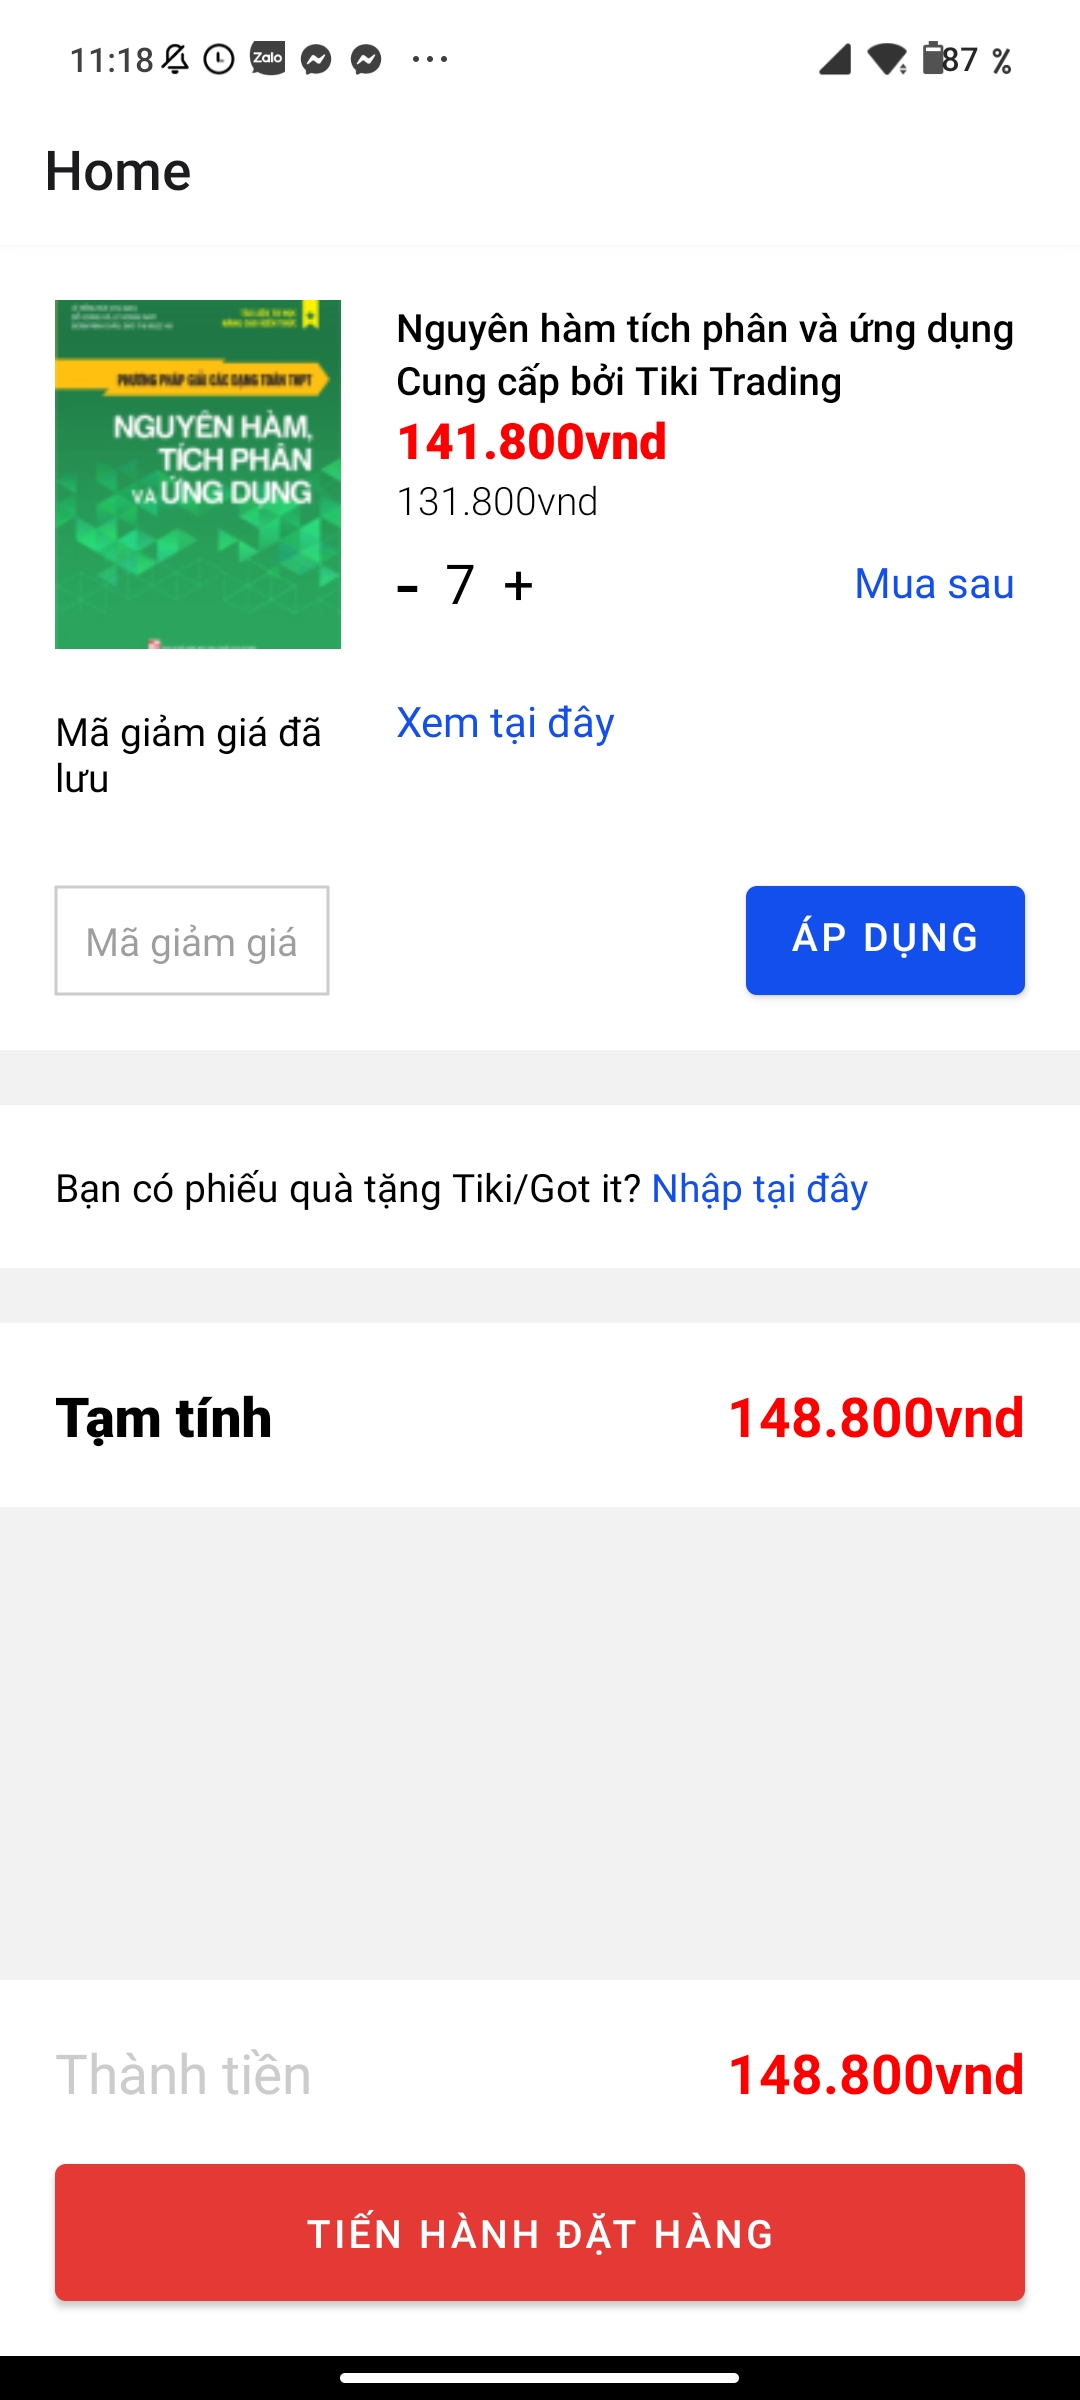 11:18 Zalo ... 87 %
Home
PHƯƠNG PHÁP GIẢI CÁC DẠNG TOÁN THPT
NGUYÊN HÀM,
TÍCH PHÂN
VÀ ỨNG DỤNG
Nguyên hàm tích phân và ứng dụng
Cung cấp bởi Tiki Trading
141.800vnd
131.800vnd
- 7 +
Mua sau
Mã giảm giá đã
lưu
Xem tại đây
Mã giảm giá
ÁP DỤNG
Bạn có phiếu quà tặng Tiki/Got it? Nhập tại đây
Tạm tính
148.800vnd
Thành tiền
148.800vnd
TIẾN HÀNH ĐẶT HÀNG